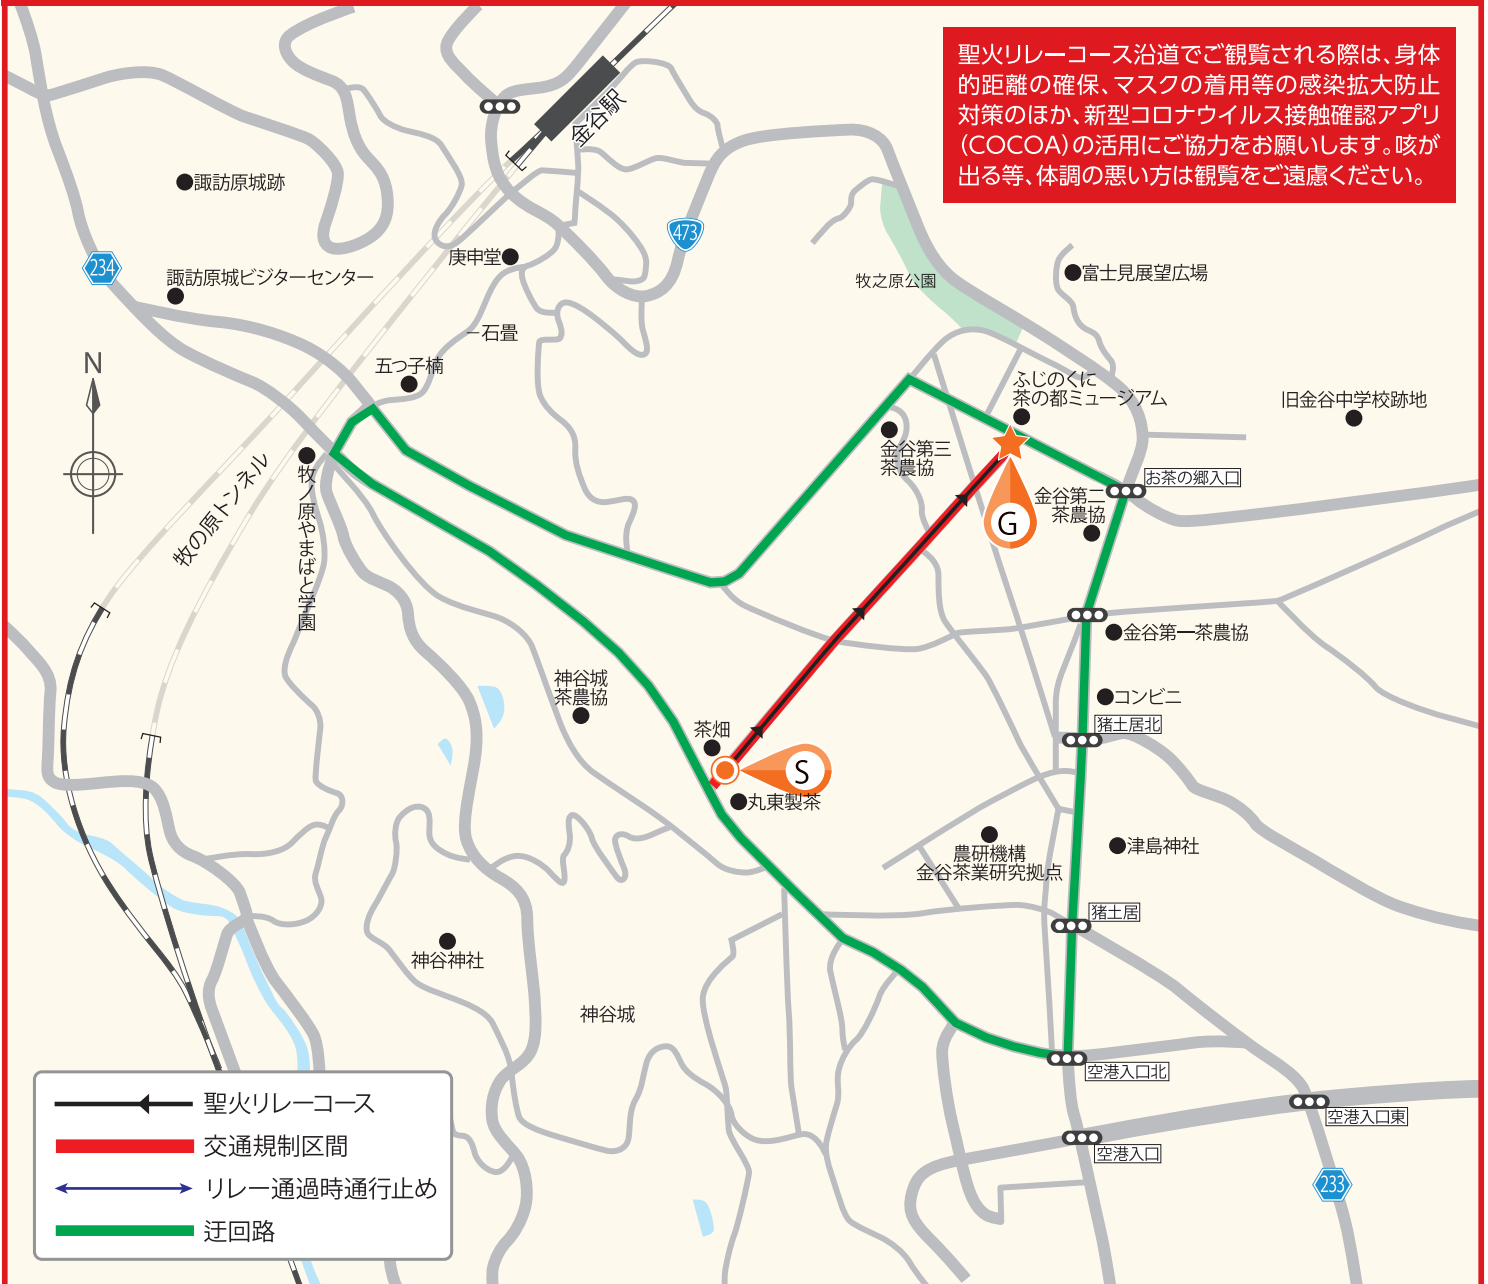 聖火リレーコース沿道でご観覧される際は、身体
的距離の確保、マスクの着用等の感染拡大防止
対策のほか、新型コロナウイルス接触確認アプリ
（COCOA）の活用にご協力をお願いします。咳が
出る等、体調の悪い方は観覧をご遠慮ください。
金谷駅
諏訪原城跡
473
庚申堂
234
諏訪原城ビジターセンター
牧之原公園
富士見展望広場
石畳
N
五つ子楠
ふじのくに
茶の都ミュージアム
旧金谷中学校跡地
金谷第三
茶農協
牧の原トンネル
牧ノ原やまばと学園
お茶の郷入口
金谷第二
茶農協
G
金谷第一茶農協
神谷城
茶農協
コンビニ
猪土居北
茶畑
S
丸東製茶
農研機構
金谷茶業研究拠点
津島神社
猪土居
神谷神社
神谷城
空港入口北
空港入口東
空港入口
233
聖火リレーコース
交通規制区間
リレー通過時通行止め
迂回路